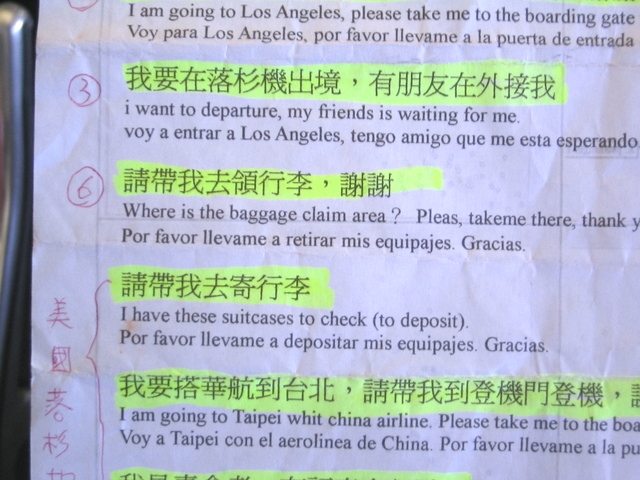 I am going to Los Angeles, please take me to the boarding gate
Voy para Los Angeles, por favor llevame a la puerta de entrada
③
我要在落杉機出境，有朋友在外接我
i want to departure, my friends is waiting for me.
voy a entrar a Los Angeles, tengo amigo que me esta esperando
⑥
請帶我去領行李，謝謝
Where is the baggage claim area？ Pleas, takeme there, thank y
Por favor llevame a retirar mis equipajes. Gracias.
請帶我去寄行李
I have these suitcases to check (to deposit).
Por favor llevame a depositar mis equipajes. Gracias.
美國落杉
我要搭華航到台北，請帶我到登機門登機，
I am going to Taipei whit china airline. Please take me to the boa
Voy a Taipei con el aerolinea de China. Por favor llevame a la pu